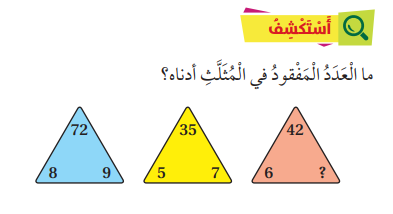 أَسْتَكْشِفُ
ما الْعَدَدُ الْمَفْقودُ في الْمُثَلَّثِ أدناه؟
72 35 42
8 9 5 7 6 ?